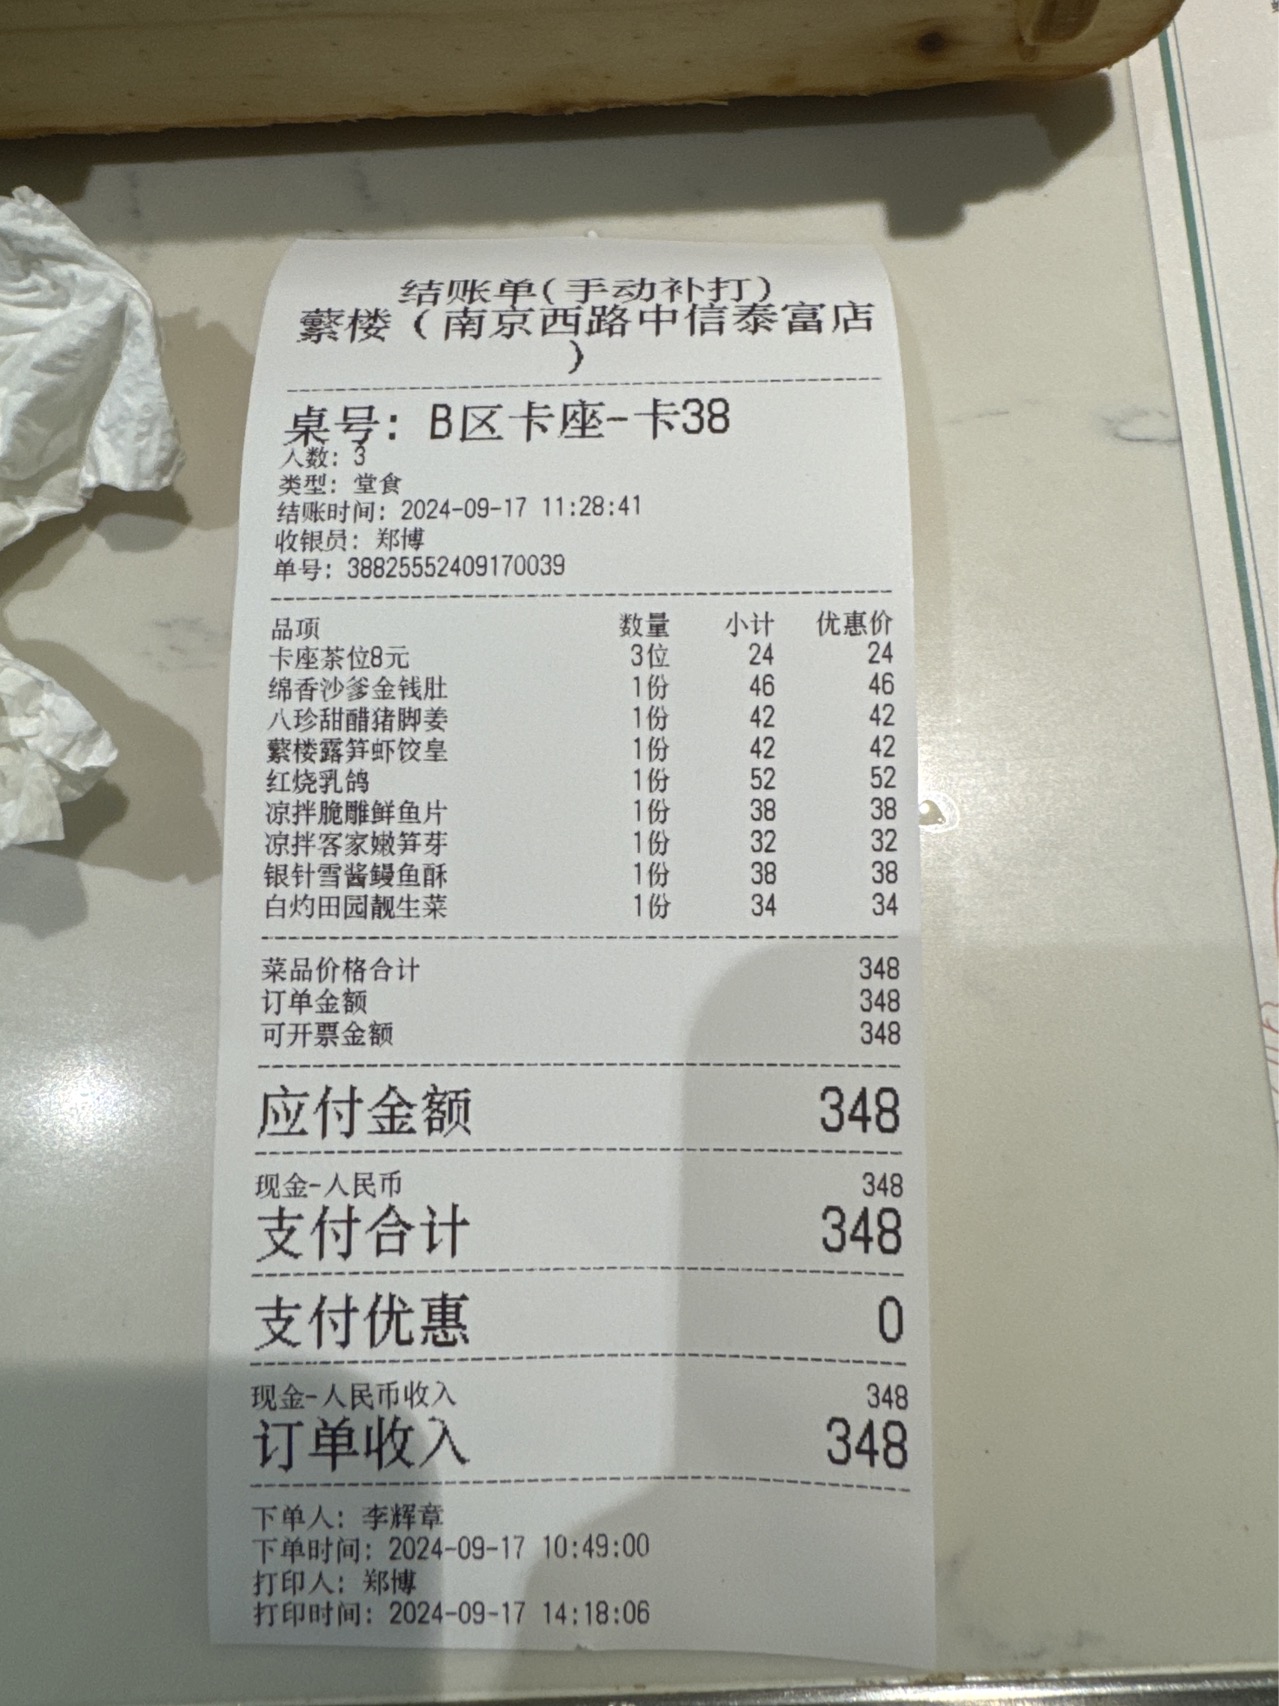 结账单(手动补打)
蘩楼(南京西路中信泰富店
)
桌号: B区卡座-卡38
人数: 3
类型: 堂食
结账时间: 2024-09-17 11:28:41
收银员: 郑博
单号: 38825552409170039
品项 数量 小计 优惠价
卡座茶位8元 3位 24 24
绵香沙爹金钱肚 1份 46 46
八珍甜醋猪脚姜 1份 42 42
蘩楼露笋虾饺皇 1份 42 42
红烧乳鸽 1份 52 52
凉拌脆雕鲜鱼片 1份 38 38
凉拌客家嫩笋芽 1份 32 32
银针雪酱鳗鱼酥 1份 38 38
白灼田园靓生菜 1份 34 34
菜品价格合计 348
订单金额 348
可开票金额 348
应付金额 348
现金-人民币 348
支付合计 348
支付优惠 0
现金-人民币收入 348
订单收入 348
下单人: 李辉章
下单时间: 2024-09-17 10:49:00
打印人: 郑博
打印时间: 2024-09-17 14:18:06